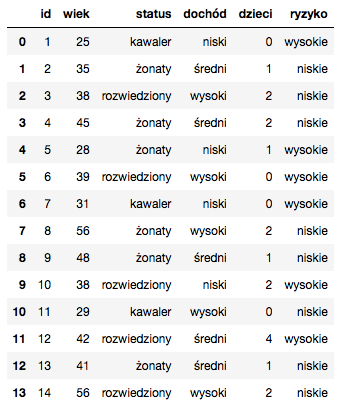 id wiek status dochód dzieci ryzyko
0 1 25 kawaler niski 0 wysokie
1 2 35 żonaty średni 1 niskie
2 3 38 rozwiedziony wysoki 2 niskie
3 4 45 żonaty średni 2 niskie
4 5 28 żonaty niski 1 wysokie
5 6 39 rozwiedziony wysoki 0 wysokie
6 7 31 kawaler niski 0 wysokie
7 8 56 żonaty wysoki 2 niskie
8 9 48 żonaty średni 1 niskie
9 10 38 rozwiedziony niski 2 wysokie
10 11 29 kawaler wysoki 0 niskie
11 12 42 rozwiedziony średni 4 wysokie
12 13 41 żonaty średni 1 niskie
13 14 56 rozwiedziony wysoki 2 niskie